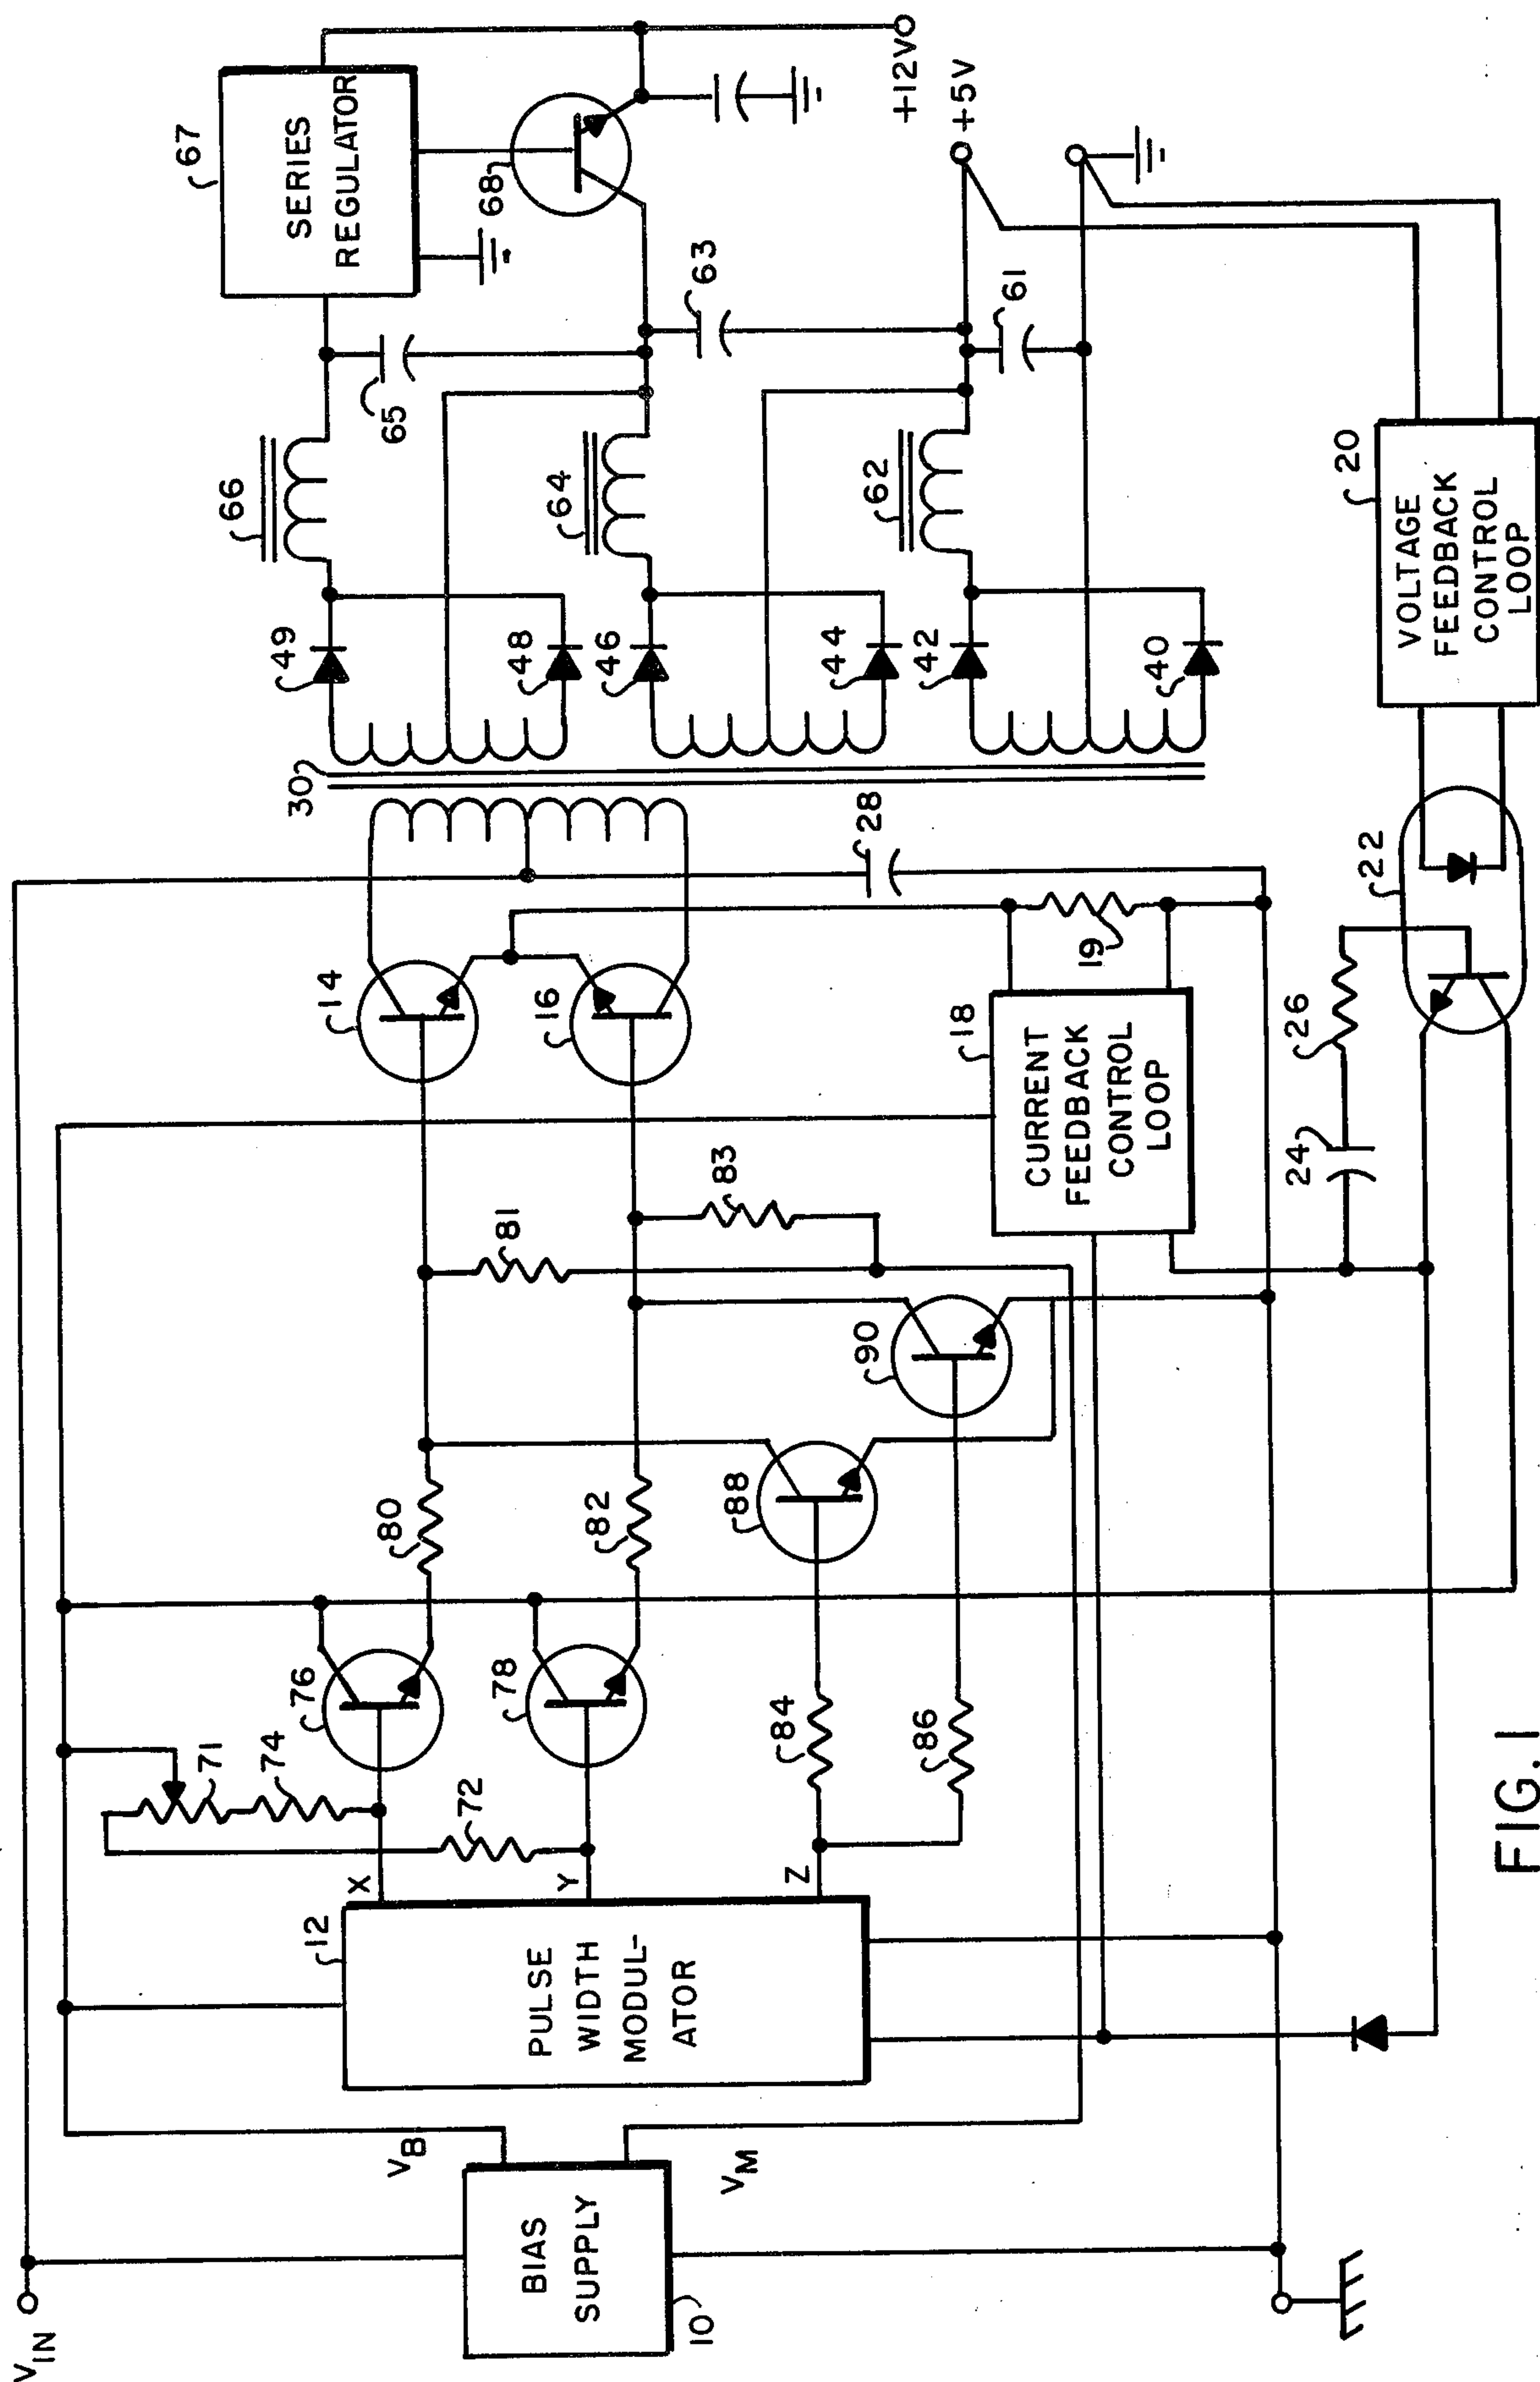 VIN
BIAS
SUPPLY
10
VB
VM
PULSE
WIDTH
MODUL-
ATOR
12
X
Y
Z
71
74
72
76
78
80
82
84
86
88
90
81
83
14
16
CURRENT
FEEDBACK
CONTROL
LOOP
18
19
28
30
24
26
22
VOLTAGE
FEEDBACK
CONTROL
LOOP
20
49
48
46
44
42
40
66
64
62
65
63
61
SERIES
REGULATOR
67
68
+12V
+5V
FIG. 1